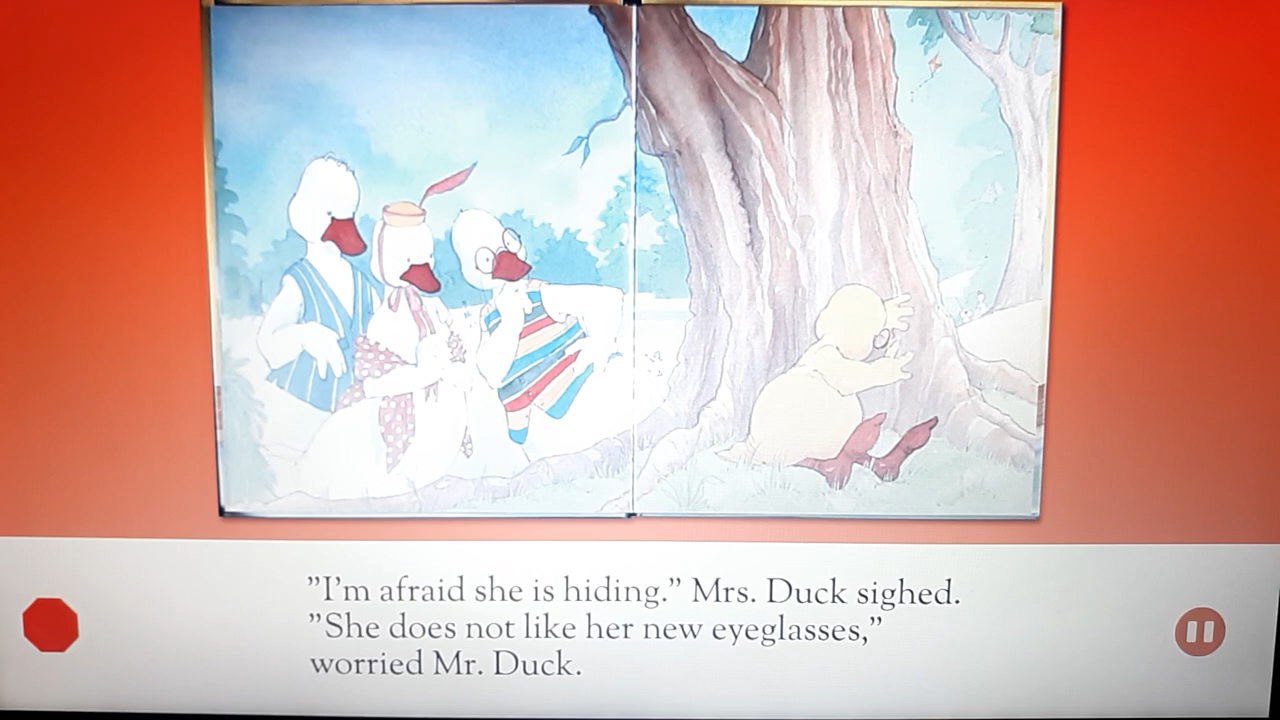 ”I’m afraid she is hiding.” Mrs. Duck sighed.
”She does not like her new eyeglasses,”
worried Mr. Duck.